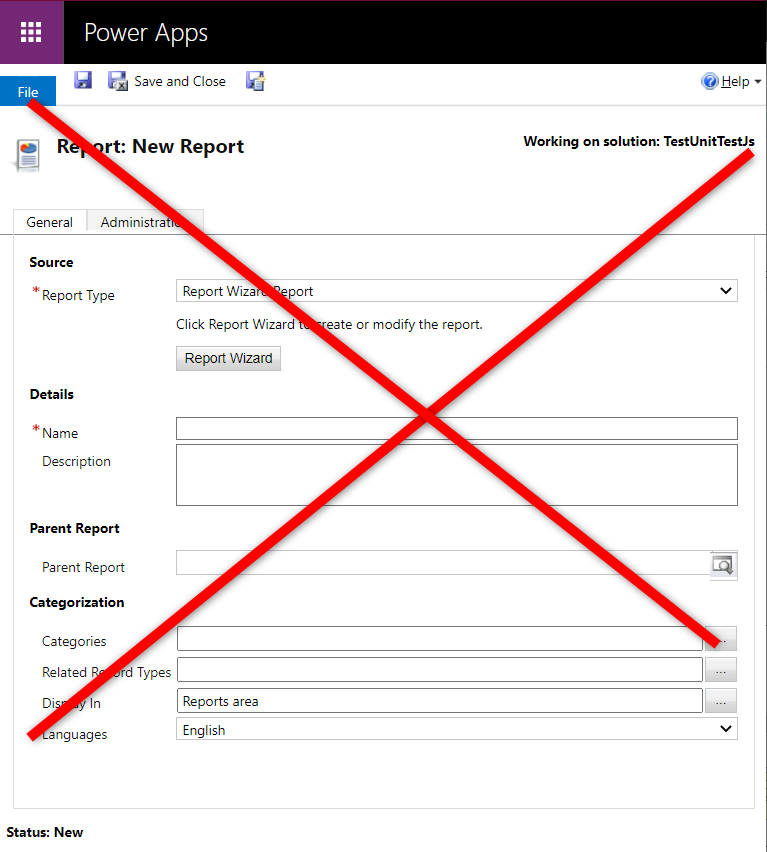 Power Apps
File
Save and Close
Help
Report: New Report
Working on solution: TestUnitTestJs
General
Administration
Source
* Report Type
Report Wizard Report
Click Report Wizard to create or modify the report.
Report Wizard
Details
* Name
Description
Parent Report
Parent Report
Categorization
Categories
...
Related Record Types
...
Display In
Reports area
...
Languages
English
Status: New